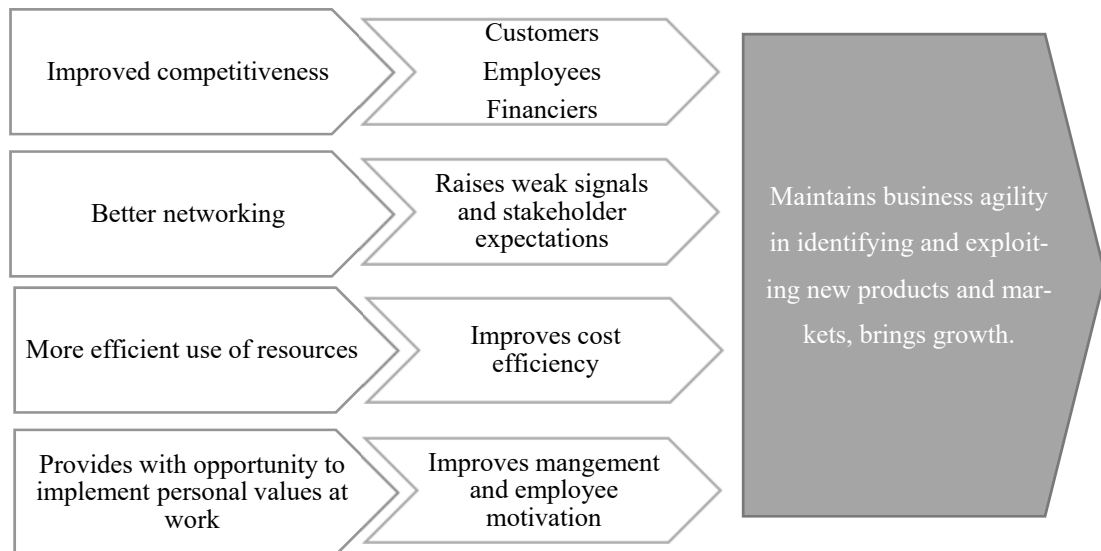 Improved competitiveness
Customers
Employees
Financiers
Better networking
Raises weak signals
and stakeholder
expectations
More efficient use of resources
Improves cost
efficiency
Provides with opportunity to
implement personal values at
work
Improves mangement
and employee
motivation
Maintains business agility
in identifying and exploit-
ing new products and mar-
kets, brings growth.